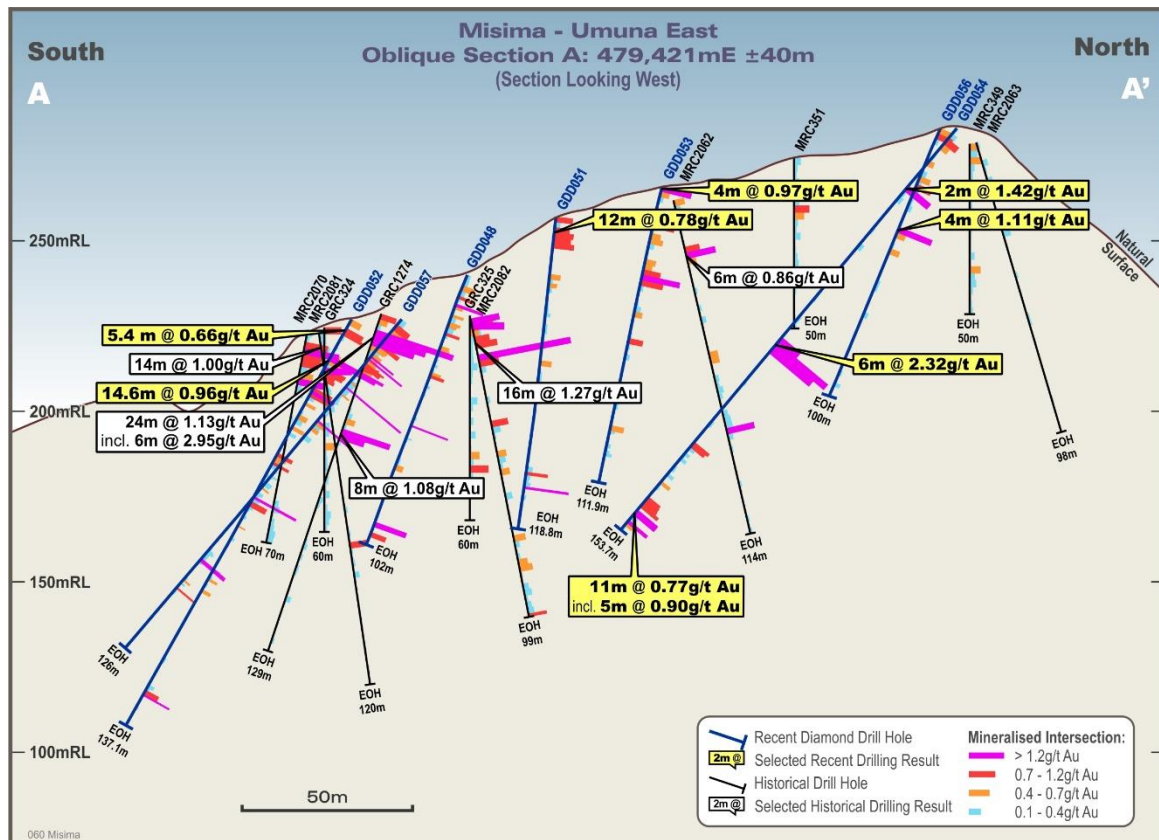 Misima - Umuna East
Oblique Section A: 479,421mE ±40m
(Section Looking West)
South
North
A
A'
GDD056
GDD054
MRC349
MRC2063
MRC351
GDD053
MRC2062
GDD051
GDD048
GRC325
MRC2082
MRC2070
MRC2081
GRC324
GDD052
GRC1274
GDD057
250mRL
200mRL
150mRL
100mRL
Natural
Surface
4m @ 0.97g/t Au
2m @ 1.42g/t Au
12m @ 0.78g/t Au
4m @ 1.11g/t Au
6m @ 0.86g/t Au
5.4 m @ 0.66g/t Au
14m @ 1.00g/t Au
14.6m @ 0.96g/t Au
24m @ 1.13g/t Au
incl. 6m @ 2.95g/t Au
8m @ 1.08g/t Au
16m @ 1.27g/t Au
6m @ 2.32g/t Au
11m @ 0.77g/t Au
incl. 5m @ 0.90g/t Au
EOH
50m
EOH
50m
EOH
100m
EOH
98m
EOH
111.9m
EOH
118.8m
EOH
153.7m
EOH
114m
EOH 70m
EOH
60m
EOH
102m
EOH
60m
EOH
99m
EOH
126m
EOH
129m
EOH
120m
EOH
137.1m
50m
Recent Diamond Drill Hole
2m @
Selected Recent Drilling Result
Historical Drill Hole
2m @
Selected Historical Drilling Result
Mineralised Intersection:
> 1.2g/t Au
0.7 - 1.2g/t Au
0.4 - 0.7g/t Au
0.1 - 0.4g/t Au
060 Misima